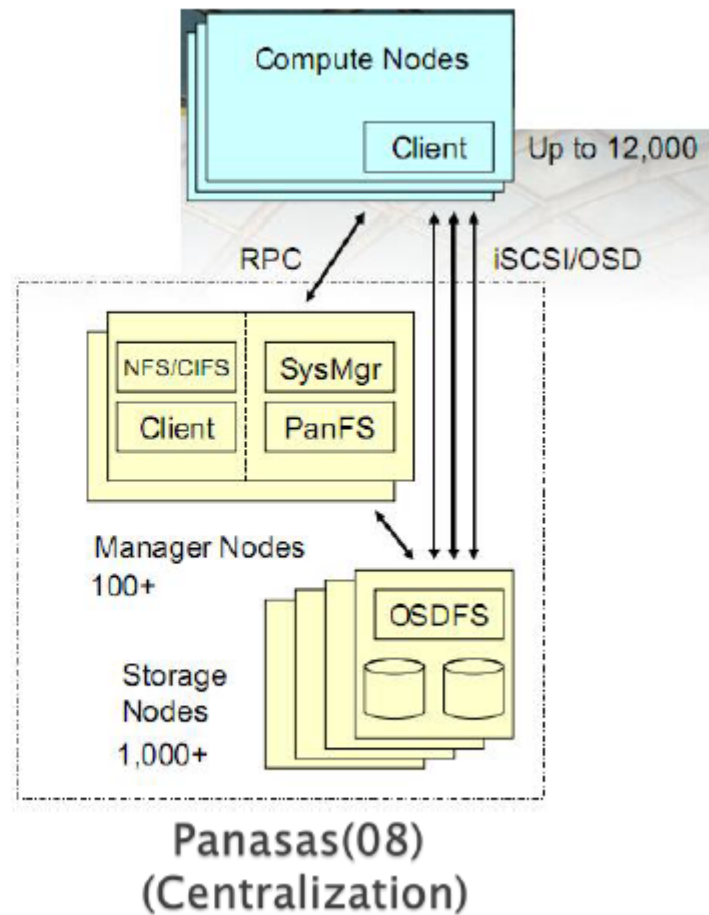 Compute Nodes
Client
Up to 12,000
RPC
iSCSI/OSD
NFS/CIFS
SysMgr
Client
PanFS
Manager Nodes
100+
OSDFS
Storage
Nodes
1,000+
Panasas(08)
(Centralization)